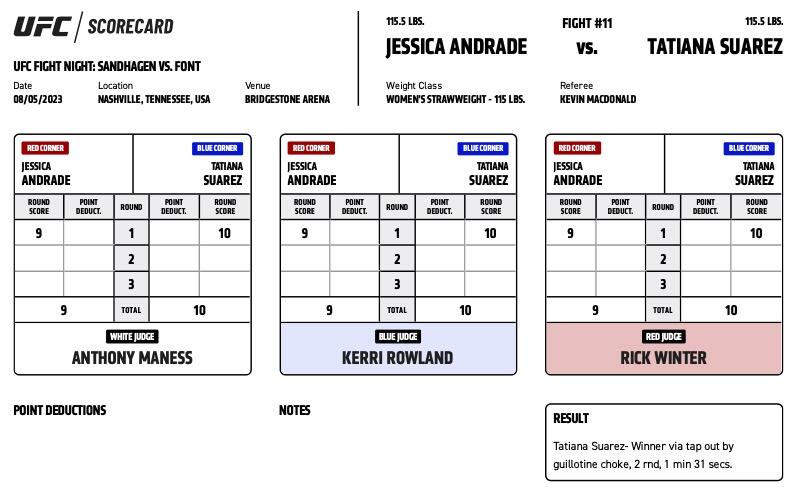 UFC / SCORECARD
UFC FIGHT NIGHT: SANDHAGEN VS. FONT
Date
08/05/2023
Location
NASHVILLE, TENNESSEE, USA
Venue
BRIDGESTONE ARENA
115.5 LBS.
JESSICA ANDRADE
FIGHT #11
VS.
115.5 LBS.
TATIANA SUAREZ
Weight Class
WOMEN'S STRAWWEIGHT - 115 LBS.
Referee
KEVIN MACDONALD
RED CORNER
JESSICA
ANDRADE
BLUE CORNER
TATIANA
SUAREZ
ROUND SCORE POINT DEDUCT. ROUND POINT DEDUCT. ROUND SCORE
9 1 10
2
3
9 TOTAL 10
WHITE JUDGE
ANTHONY MANESS
RED CORNER
JESSICA
ANDRADE
BLUE CORNER
TATIANA
SUAREZ
ROUND SCORE POINT DEDUCT. ROUND POINT DEDUCT. ROUND SCORE
9 1 10
2
3
9 TOTAL 10
BLUE JUDGE
KERRI ROWLAND
RED CORNER
JESSICA
ANDRADE
BLUE CORNER
TATIANA
SUAREZ
ROUND SCORE POINT DEDUCT. ROUND POINT DEDUCT. ROUND SCORE
9 1 10
2
3
9 TOTAL 10
RED JUDGE
RICK WINTER
POINT DEDUCTIONS
NOTES
RESULT
Tatiana Suarez- Winner via tap out by
guillotine choke, 2 rnd, 1 min 31 secs.